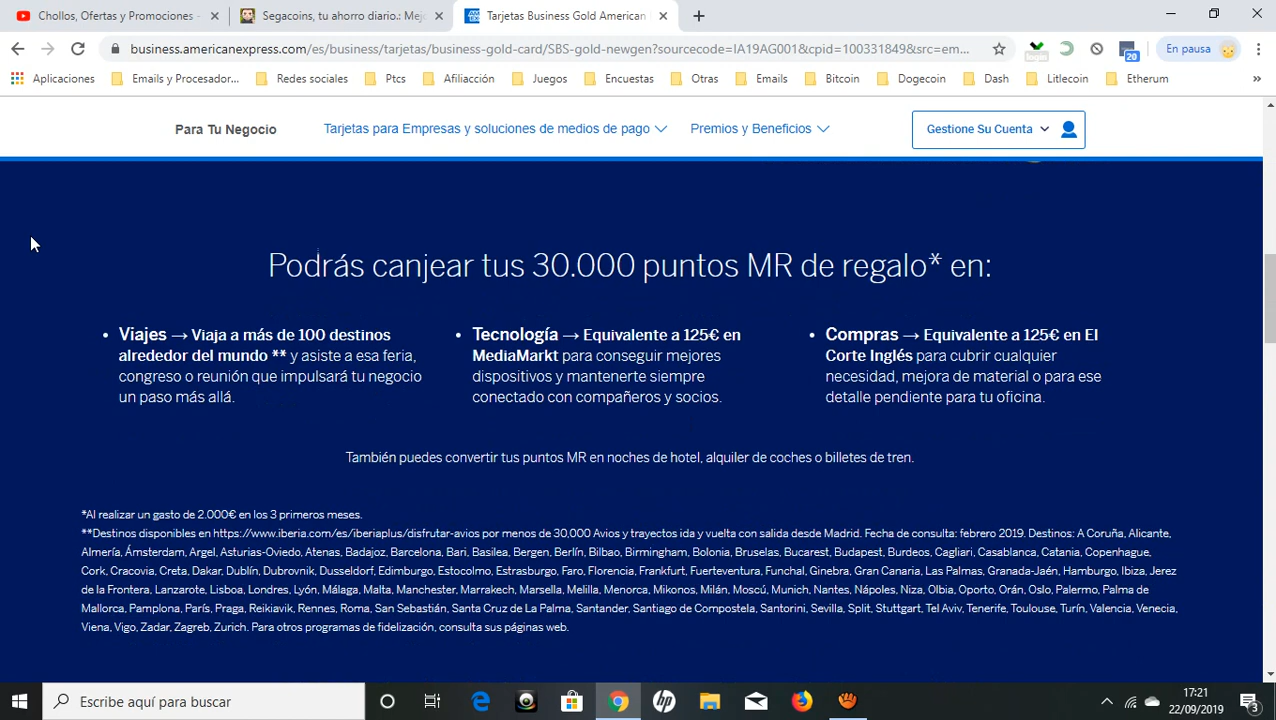 Chollos, Ofertas y Promociones
Segacoins, tu ahorro diario.: Mejo
Tarjetas Business Gold American
business.americanexpress.com/es/business/tarjetas/business-gold-card/SBS-gold-newgen?sourcecode=IA19AG001&cpid=100331849&src=em...
20
En pausa
Aplicaciones
Emails y Procesador...
Redes sociales
Ptcs
Afiliacción
Juegos
Encuestas
Otras
Emails
Bitcoin
Dogecoin
Dash
Litlecoin
Etherum
»
Para Tu Negocio
Tarjetas para Empresas y soluciones de medios de pago
Premios y Beneficios
Gestione Su Cuenta
Podrás canjear tus 30.000 puntos MR de regalo* en:
• Viajes → Viaja a más de 100 destinos
alrededor del mundo ** y asiste a esa feria,
congreso o reunión que impulsará tu negocio
un paso más allá.
• Tecnología → Equivalente a 125€ en
MediaMarkt para conseguir mejores
dispositivos y mantenerte siempre
conectado con compañeros y socios.
• Compras → Equivalente a 125€ en El
Corte Inglés para cubrir cualquier
necesidad, mejora de material o para ese
detalle pendiente para tu oficina.
También puedes convertir tus puntos MR en noches de hotel, alquiler de coches o billetes de tren.
*Al realizar un gasto de 2.000€ en los 3 primeros meses.
**Destinos disponibles en https://www.iberia.com/es/iberiaplus/disfrutar-avios por menos de 30,000 Avios y trayectos ida y vuelta con salida desde Madrid. Fecha de consulta: febrero 2019. Destinos: A Coruña, Alicante,
Almería, Ámsterdam, Argel, Asturias-Oviedo, Atenas, Badajoz, Barcelona, Bari, Basilea, Bergen, Berlín, Bilbao, Birmingham, Bolonia, Bruselas, Bucarest, Budapest, Burdeos, Cagliari, Casablanca, Catania, Copenhague,
Cork, Cracovia, Creta, Dakar, Dublín, Dubrovnik, Dusseldorf, Edimburgo, Estocolmo, Estrasburgo, Faro, Florencia, Frankfurt, Fuerteventura, Funchal, Ginebra, Gran Canaria, Las Palmas, Granada-Jaén, Hamburgo, Ibiza, Jerez
de la Frontera, Lanzarote, Lisboa, Londres, Lyón, Málaga, Malta, Manchester, Marrakech, Marsella, Melilla, Menorca, Mikonos, Milán, Moscú, Munich, Nantes, Nápoles, Niza, Olbia, Oporto, Orán, Oslo, Palermo, Palma de
Mallorca, Pamplona, París, Praga, Reikiavik, Rennes, Roma, San Sebastián, Santa Cruz de La Palma, Santander, Santiago de Compostela, Santorini, Sevilla, Split, Stuttgart, Tel Aviv, Tenerife, Toulouse, Turín, Valencia, Venecia,
Viena, Vigo, Zadar, Zagreb, Zurich. Para otros programas de fidelización, consulta sus páginas web.
Escribe aquí para buscar
hp
17:21
22/09/2019
3